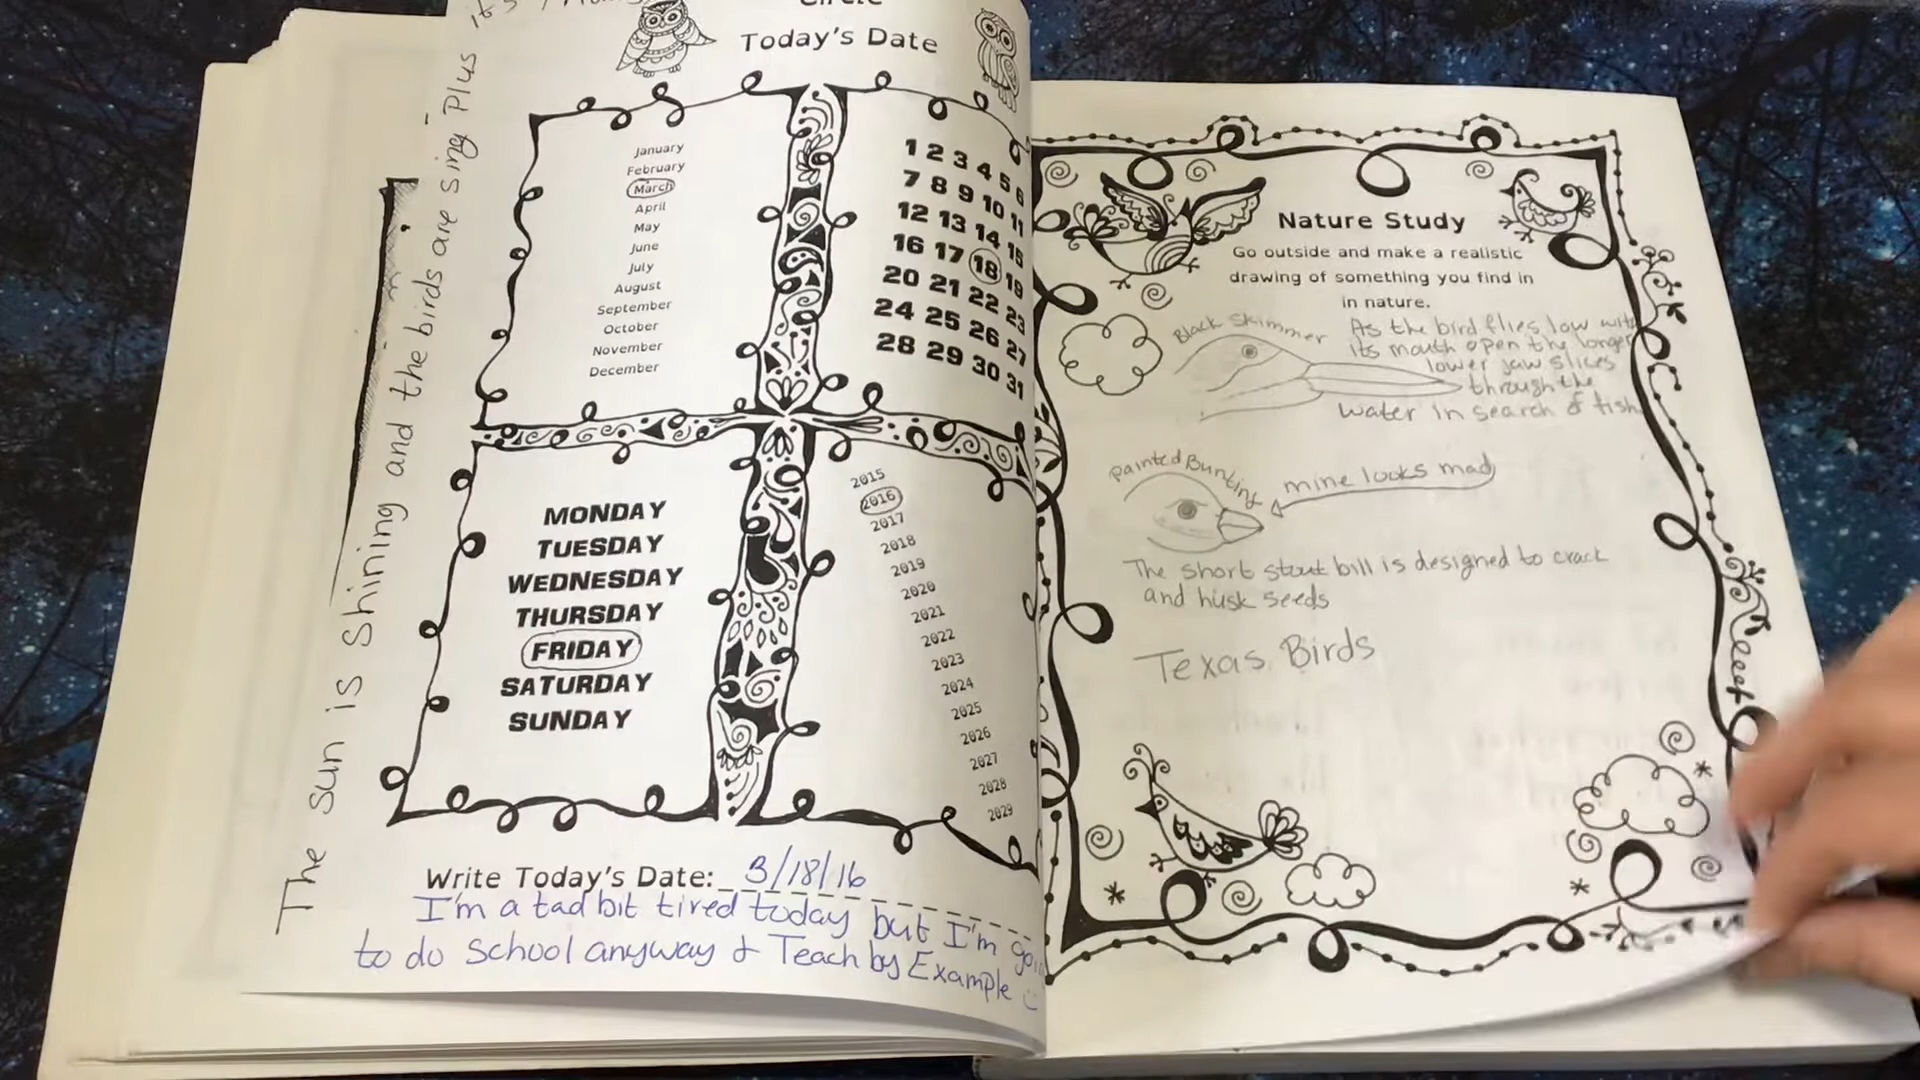 Today's Date
January
February
March
April
May
June
July
August
September
October
November
December
1 2 3 4 5 6
7 8 9 10 11
12 13 14 15
16 17 18 19
20 21 22 23
24 25 26 27
28 29 30 31
MONDAY
TUESDAY
WEDNESDAY
THURSDAY
FRIDAY
SATURDAY
SUNDAY
2015
2016
2017
2018
2019
2020
2021
2022
2023
2024
2025
2026
2027
2028
2029
Write Today's Date: 3/18/16
I'm a tad bit tired today but I'm
to do school anyway & Teach by Example
The sun is Shining and the birds are sing Plus it's
Nature Study
Go outside and make a realistic
drawing of something you find in
in nature.
Black Skimmer
As the bird flies low with
its mouth open the longer
lower jaw slices
through the
water in search of fish
Painted Bunting
mine looks mad
The short stout bill is designed to crack
and husk seeds
Texas Birds